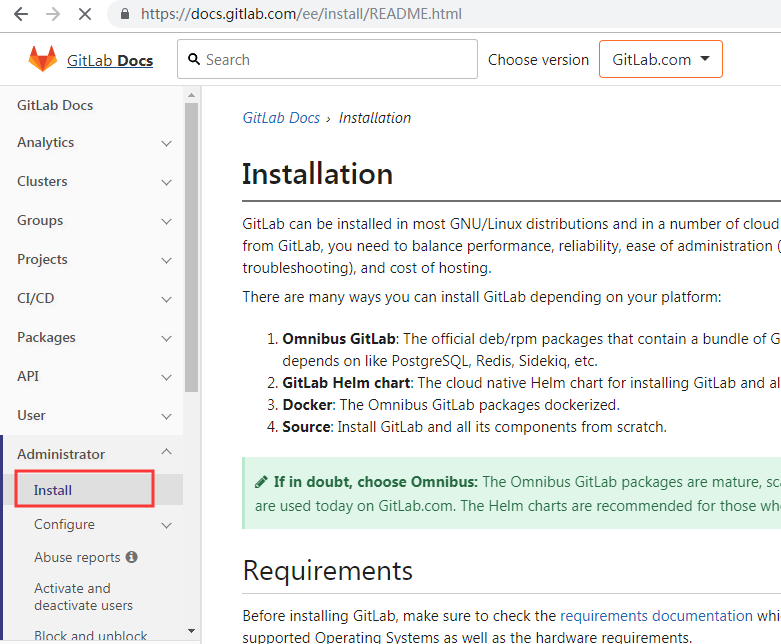 https://docs.gitlab.com/ee/install/README.html
GitLab Docs
Search
Choose version
GitLab.com
GitLab Docs
Analytics
Clusters
Groups
Projects
CI/CD
Packages
API
User
Administrator
Install
Configure
Abuse reports
Activate and
deactivate users
Block and unblock
GitLab Docs › Installation
Installation
GitLab can be installed in most GNU/Linux distributions and in a number of cloud
from GitLab, you need to balance performance, reliability, ease of administration (
troubleshooting), and cost of hosting.
There are many ways you can install GitLab depending on your platform:
1. Omnibus GitLab: The official deb/rpm packages that contain a bundle of G
depends on like PostgreSQL, Redis, Sidekiq, etc.
2. GitLab Helm chart: The cloud native Helm chart for installing GitLab and al
3. Docker: The Omnibus GitLab packages dockerized.
4. Source: Install GitLab and all its components from scratch.
If in doubt, choose Omnibus: The Omnibus GitLab packages are mature, sca
are used today on GitLab.com. The Helm charts are recommended for those wh
Requirements
Before installing GitLab, make sure to check the requirements documentation whi
supported Operating Systems as well as the hardware requirements.